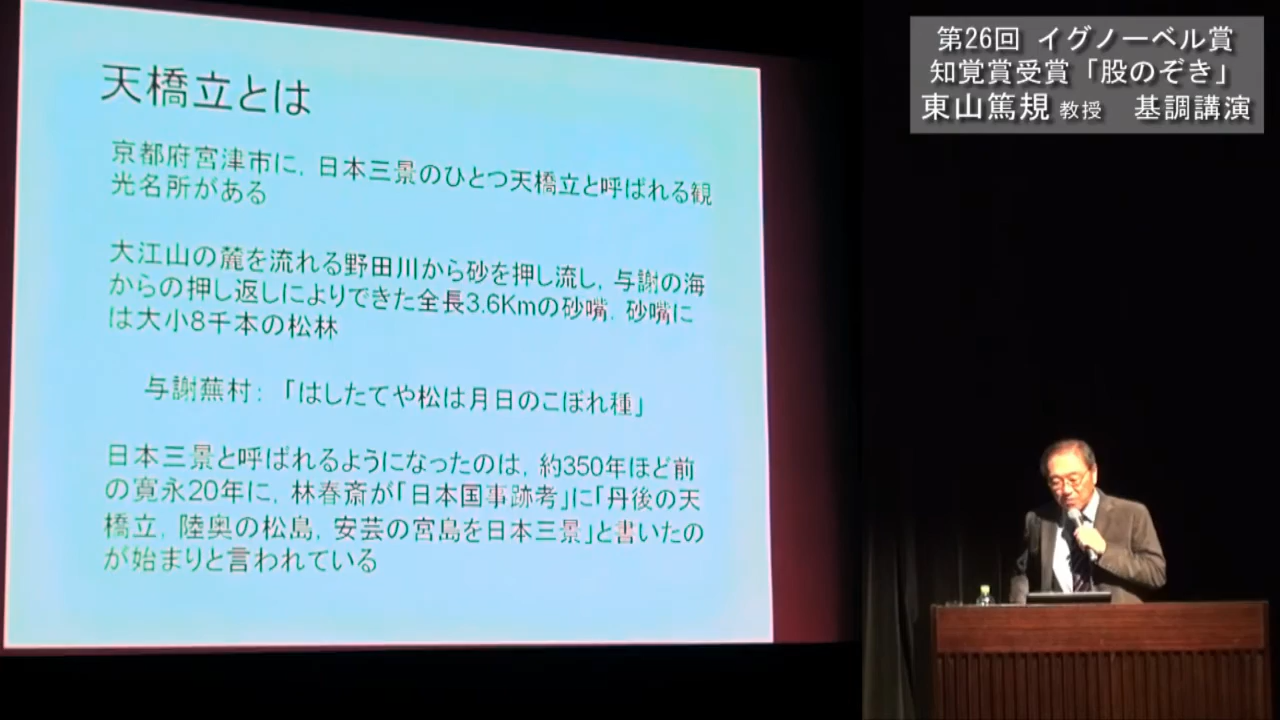 天橋立とは
京都府宮津市に，日本三景のひとつ天橋立と呼ばれる観
光名所がある
大江山の麓を流れる野田川から砂を押し流し，与謝の海
からの押し返しによりできた全長3.6Kmの砂嘴．砂嘴に
は大小8千本の松林
与謝蕪村：「はしたてや松は月日のこぼれ種」
日本三景と呼ばれるようになったのは，約350年ほど前
の寛永20年に，林春斎が「日本国事跡考」に「丹後の天
橋立，陸奥の松島，安芸の宮島を日本三景」と書いたの
が始まりと言われている
第26回 イグノーベル賞
知覚賞受賞「股のぞき」
東山篤規 教授 基調講演